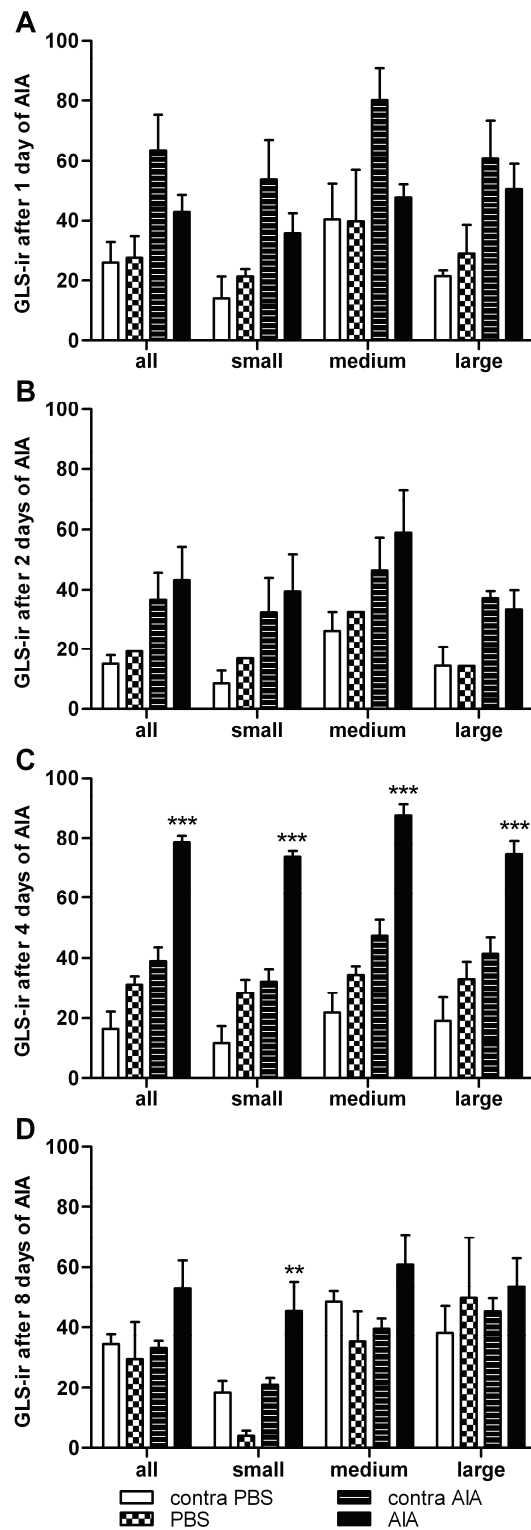 A
GLS-ir after 1 day of AIA
100
80
60
40
20
0
all small medium large
B
GLS-ir after 2 days of AIA
100
80
60
40
20
0
all small medium large
C
GLS-ir after 4 days of AIA
100
80
60
40
20
0
*** *** *** ***
all small medium large
D
GLS-ir after 8 days of AIA
100
80
60
40
20
0
**
all small medium large
contra PBS contra AIA
PBS AIA